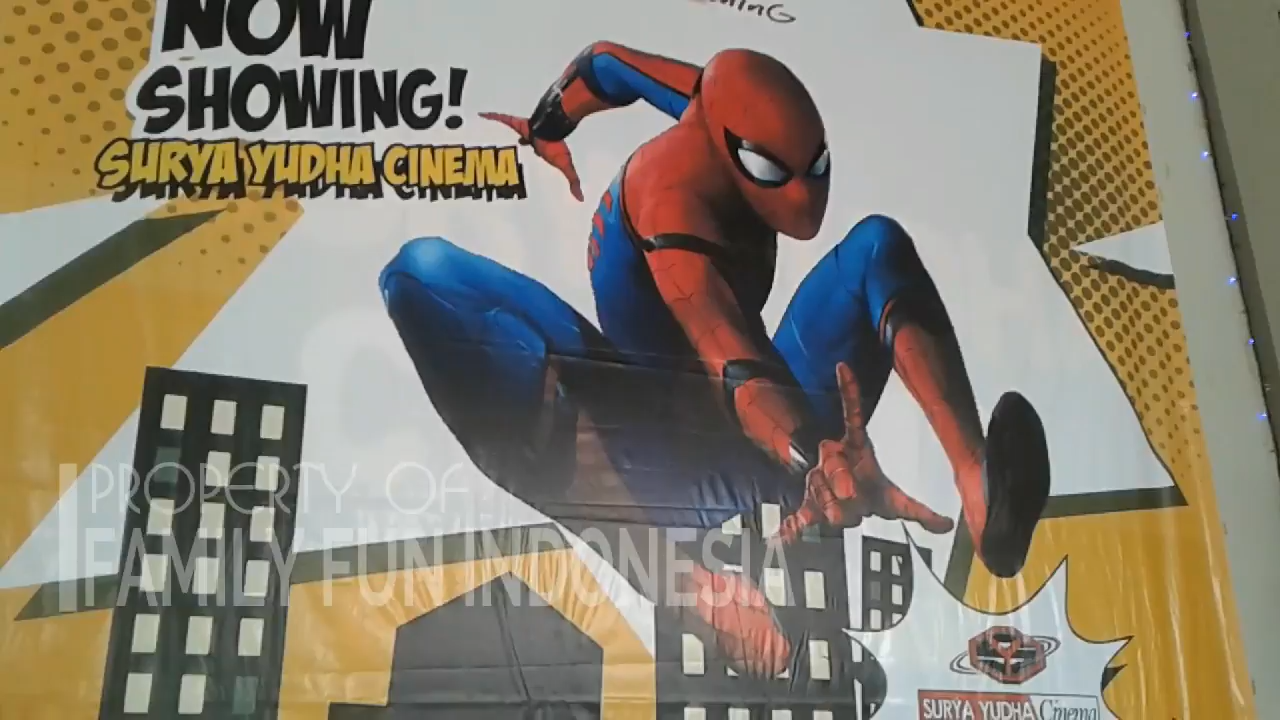 NOW
SHOWING!
SURYA YUDHA CINEMA
PROPERTY OF
FAMILY FUN INDONESIA
SURYA YUDHA Cinema